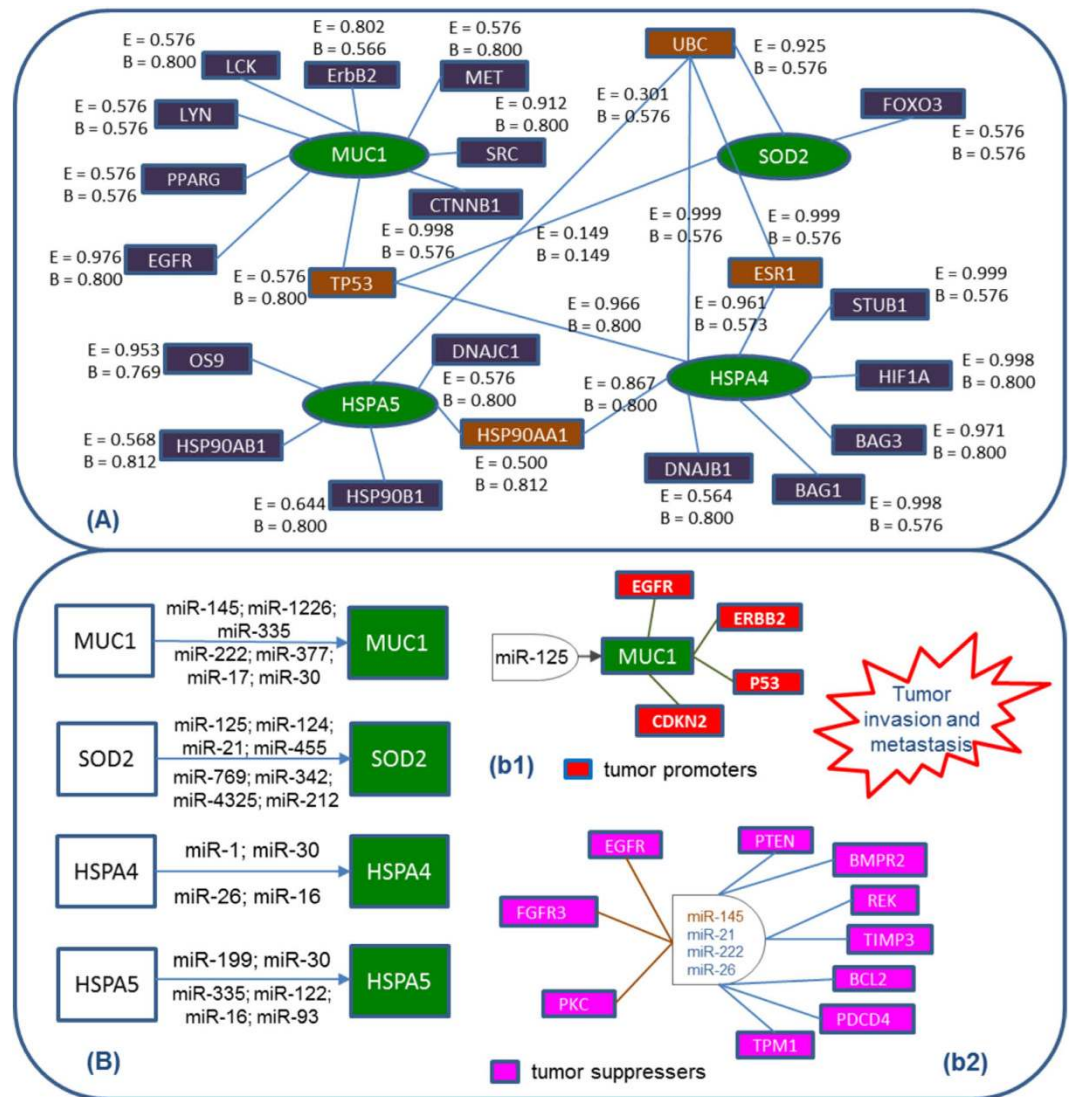 E = 0.576
B = 0.800
LCK
E = 0.802
B = 0.566
ErbB2
E = 0.576
B = 0.800
MET
UBC
E = 0.925
B = 0.576
E = 0.576
B = 0.576
LYN
E = 0.912
B = 0.800
E = 0.301
B = 0.576
FOXO3
MUC1
SRC
SOD2
E = 0.576
B = 0.576
E = 0.576
B = 0.576
PPARG
CTNNB1
E = 0.976
B = 0.800
EGFR
E = 0.998
B = 0.576
E = 0.149
B = 0.149
E = 0.999
B = 0.576
E = 0.999
B = 0.576
E = 0.576
B = 0.800
TP53
ESR1
E = 0.999
B = 0.576
STUB1
E = 0.966
B = 0.800
E = 0.961
B = 0.573
E = 0.953
B = 0.769
OS9
DNAJC1
E = 0.576
B = 0.800
HSPA5
E = 0.867
B = 0.800
HSPA4
HIF1A
E = 0.998
B = 0.800
E = 0.568
B = 0.812
HSP90AB1
HSP90AA1
E = 0.500
B = 0.812
BAG3
E = 0.971
B = 0.800
E = 0.644
B = 0.800
HSP90B1
DNAJB1
E = 0.564
B = 0.800
BAG1
E = 0.998
B = 0.576
(A)
MUC1
miR-145; miR-1226;
miR-335
miR-222; miR-377;
miR-17; miR-30
MUC1
SOD2
miR-125; miR-124;
miR-21; miR-455
miR-769; miR-342;
miR-4325; miR-212
SOD2
HSPA4
miR-1; miR-30
miR-26; miR-16
HSPA4
HSPA5
miR-199; miR-30
miR-335; miR-122;
miR-16; miR-93
HSPA5
(B)
EGFR
ERBB2
miR-125
MUC1
P53
CDKN2
(b1)
tumor promoters
Tumor
invasion and
metastasis
EGFR
PTEN
BMPR2
FGFR3
REK
miR-145
miR-21
miR-222
miR-26
TIMP3
BCL2
PKC
PDCD4
TPM1
tumor suppressers
(b2)